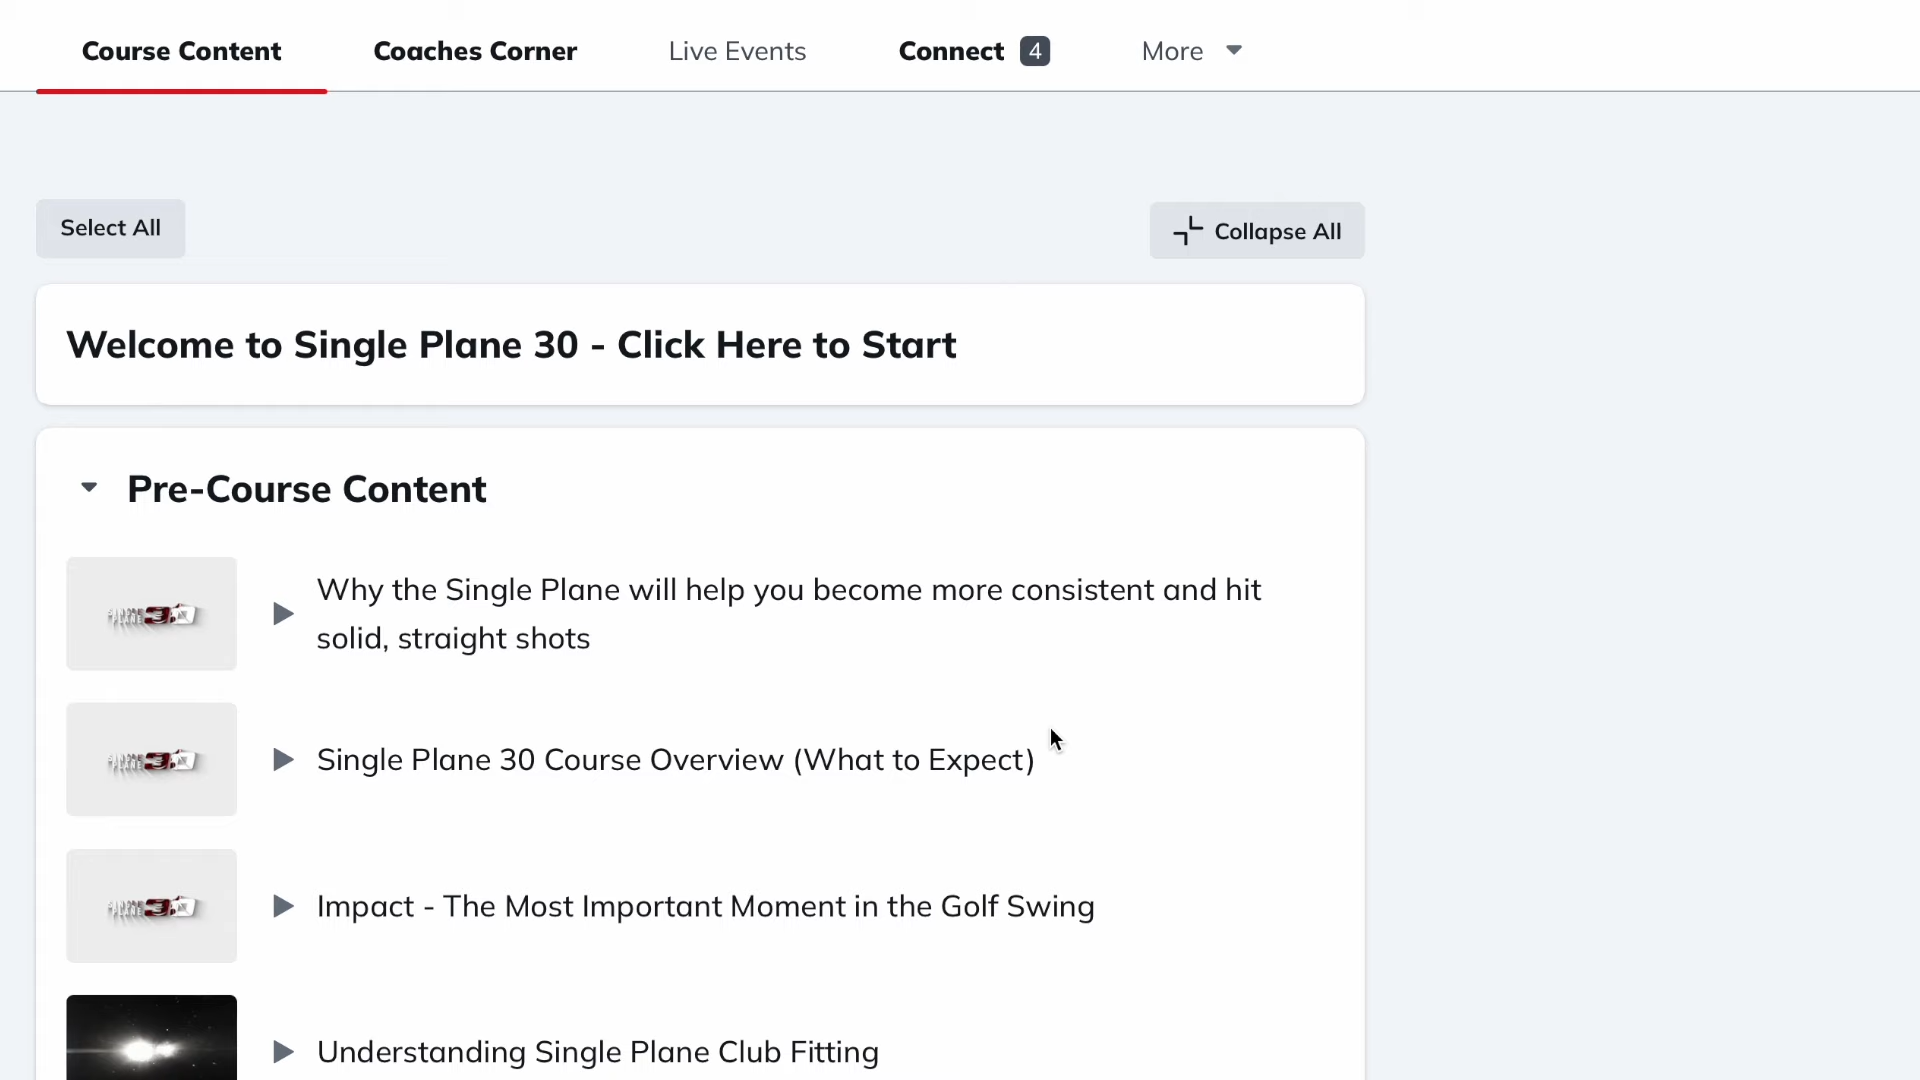 Course Content
Coaches Corner
Live Events
Connect 4
More
Select All
Collapse All
Welcome to Single Plane 30 - Click Here to Start
Pre-Course Content
Why the Single Plane will help you become more consistent and hit
solid, straight shots
Single Plane 30 Course Overview (What to Expect)
Impact - The Most Important Moment in the Golf Swing
Understanding Single Plane Club Fitting